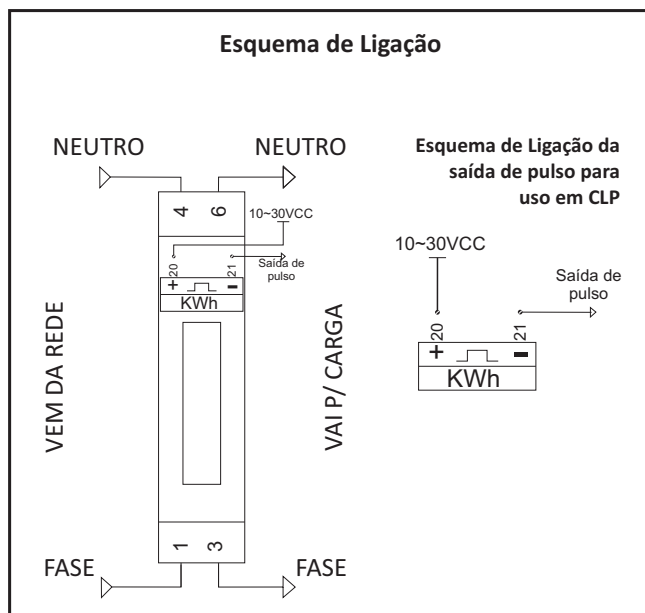 Esquema de Ligação
NEUTRO
NEUTRO
4
6
10~30VCC
20
21
Saída de
pulso
+
-
KWh
VEM DA REDE
VAI P/ CARGA
1
3
FASE
FASE
Esquema de Ligação da
saída de pulso para
uso em CLP
10~30VCC
Saída de
pulso
20
21
+
-
KWh